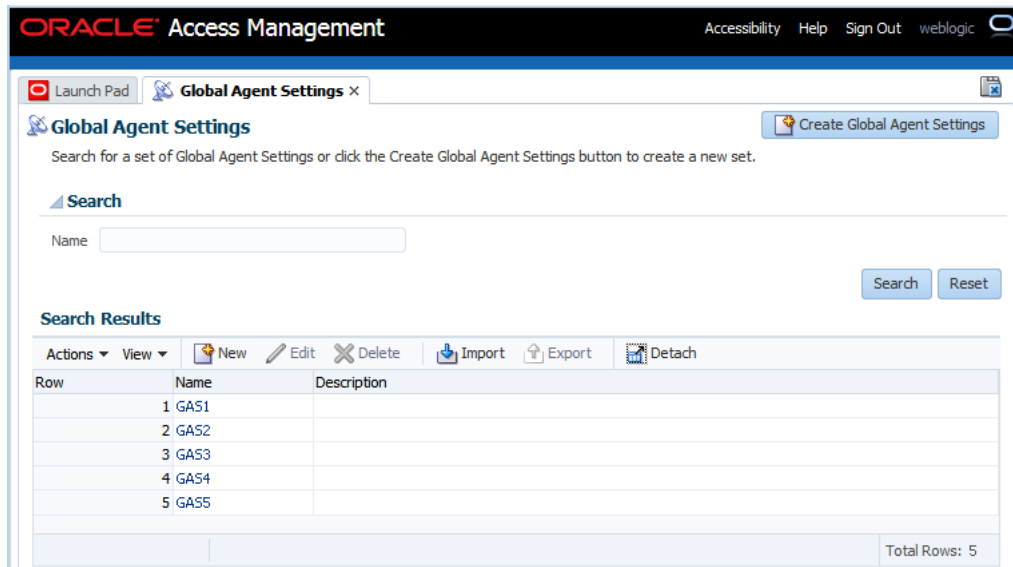 ORACLE Access Management
Accessibility Help Sign Out weblogic
Launch Pad Global Agent Settings ×
Global Agent Settings
Create Global Agent Settings
Search for a set of Global Agent Settings or click the Create Global Agent Settings button to create a new set.
Search
Name
Search Reset
Search Results
Actions View New Edit Delete Import Export Detach
Row Name Description
1 GAS1
2 GAS2
3 GAS3
4 GAS4
5 GAS5
Total Rows: 5